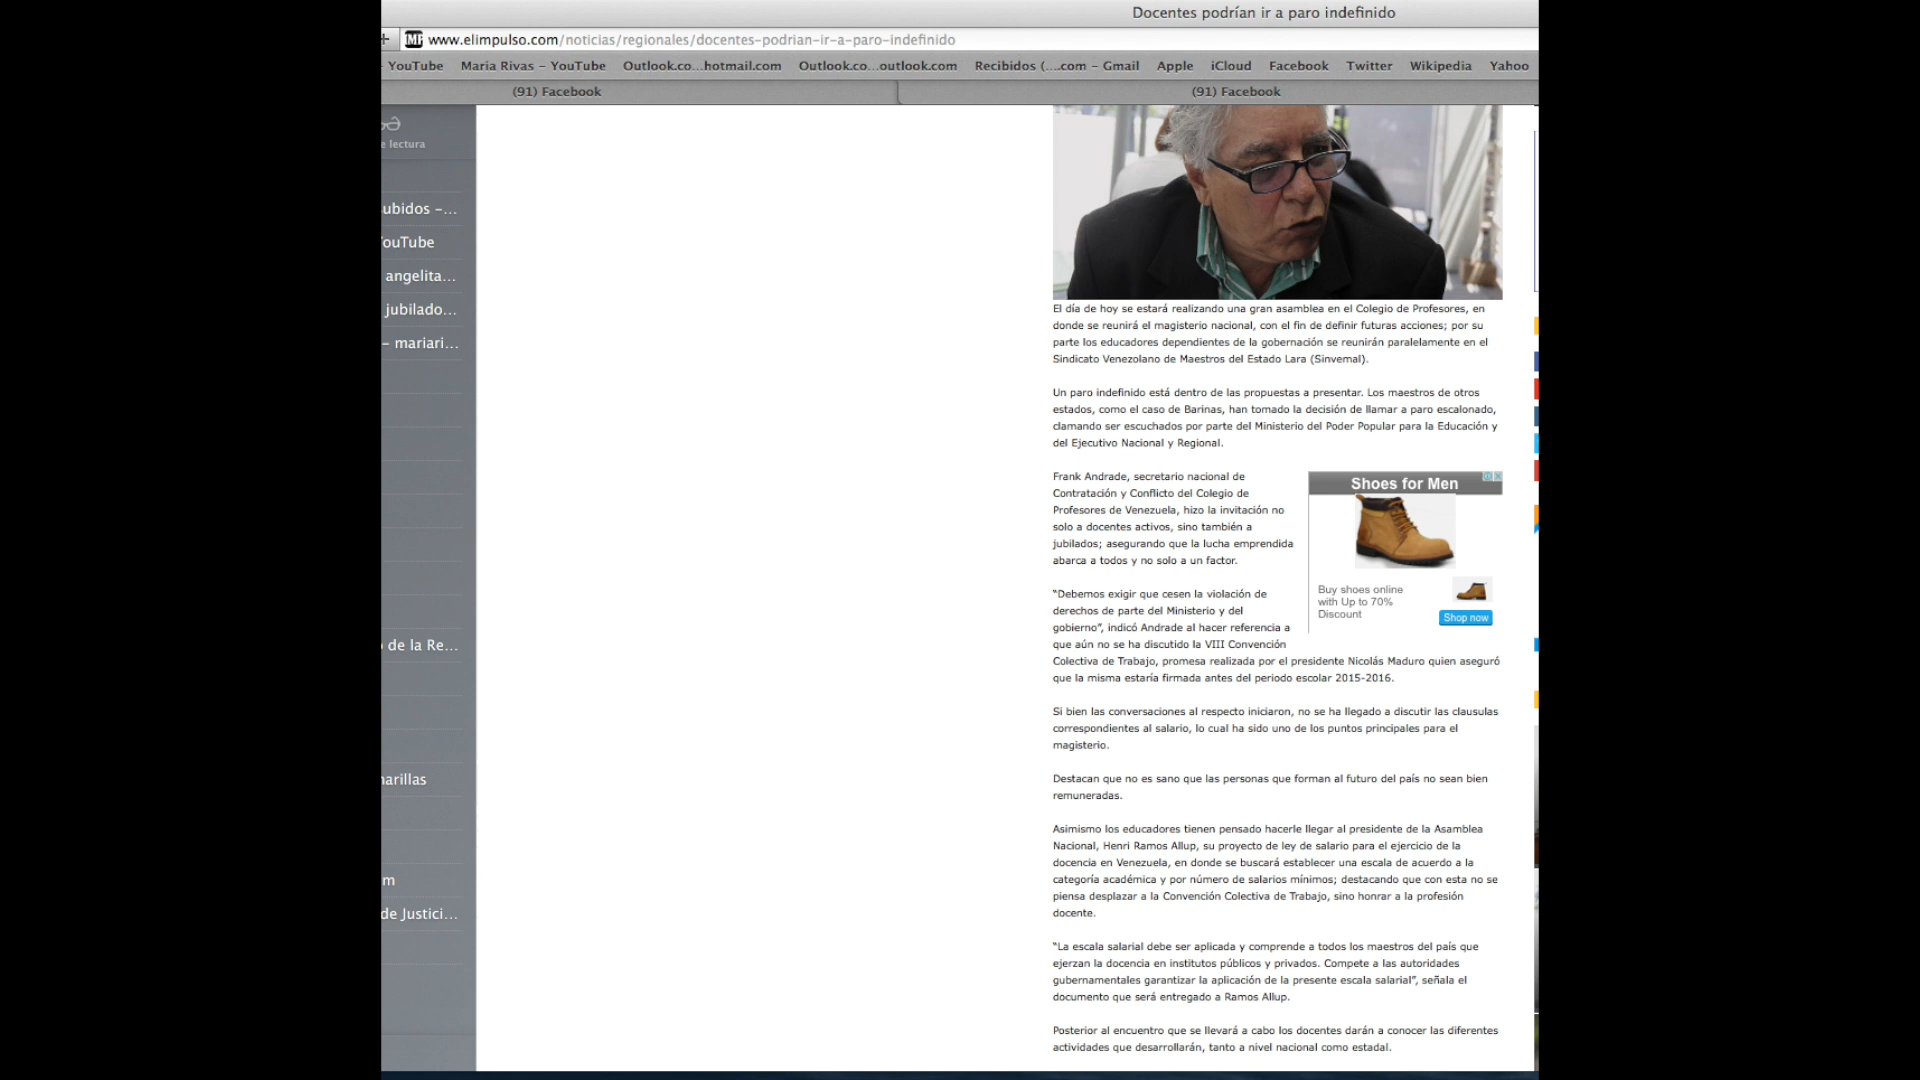 Docentes podrían ir a paro indefinido
www.elimpulso.com/noticias/regionales/docentes-podrian-ir-a-paro-indefinido
YouTube Maria Rivas - YouTube Outlook.co...hotmail.com Outlook.co...outlook.com Recibidos (....com - Gmail Apple iCloud Facebook Twitter Wikipedia Yahoo
(91) Facebook (91) Facebook
e lectura
ubidos -...
ouTube
angelita...
jubilado...
- mariari...
de la Re...
arillas
m
de Justici...
El día de hoy se estará realizando una gran asamblea en el Colegio de Profesores, en
donde se reunirá el magisterio nacional, con el fin de definir futuras acciones; por su
parte los educadores dependientes de la gobernación se reunirán paralelamente en el
Sindicato Venezolano de Maestros del Estado Lara (Sinvemal).
Un paro indefinido está dentro de las propuestas a presentar. Los maestros de otros
estados, como el caso de Barinas, han tomado la decisión de llamar a paro escalonado,
clamando ser escuchados por parte del Ministerio del Poder Popular para la Educación y
del Ejecutivo Nacional y Regional.
Frank Andrade, secretario nacional de
Contratación y Conflicto del Colegio de
Profesores de Venezuela, hizo la invitación no
solo a docentes activos, sino también a
jubilados; asegurando que la lucha emprendida
abarca a todos y no solo a un factor.
Shoes for Men
Buy shoes online
with Up to 70%
Discount
Shop now
“Debemos exigir que cesen la violación de
derechos de parte del Ministerio y del
gobierno”, indicó Andrade al hacer referencia a
que aún no se ha discutido la VIII Convención
Colectiva de Trabajo, promesa realizada por el presidente Nicolás Maduro quien aseguró
que la misma estaría firmada antes del periodo escolar 2015-2016.
Si bien las conversaciones al respecto iniciaron, no se ha llegado a discutir las clausulas
correspondientes al salario, lo cual ha sido uno de los puntos principales para el
magisterio.
Destacan que no es sano que las personas que forman al futuro del país no sean bien
remuneradas.
Asimismo los educadores tienen pensado hacerle llegar al presidente de la Asamblea
Nacional, Henri Ramos Allup, su proyecto de ley de salario para el ejercicio de la
docencia en Venezuela, en donde se buscará establecer una escala de acuerdo a la
categoría académica y por número de salarios mínimos; destacando que con esta no se
piensa desplazar a la Convención Colectiva de Trabajo, sino honrar a la profesión
docente.
“La escala salarial debe ser aplicada y comprende a todos los maestros del país que
ejerzan la docencia en institutos públicos y privados. Compete a las autoridades
gubernamentales garantizar la aplicación de la presente escala salarial”, señala el
documento que será entregado a Ramos Allup.
Posterior al encuentro que se llevará a cabo los docentes darán a conocer las diferentes
actividades que desarrollarán, tanto a nivel nacional como estadal.